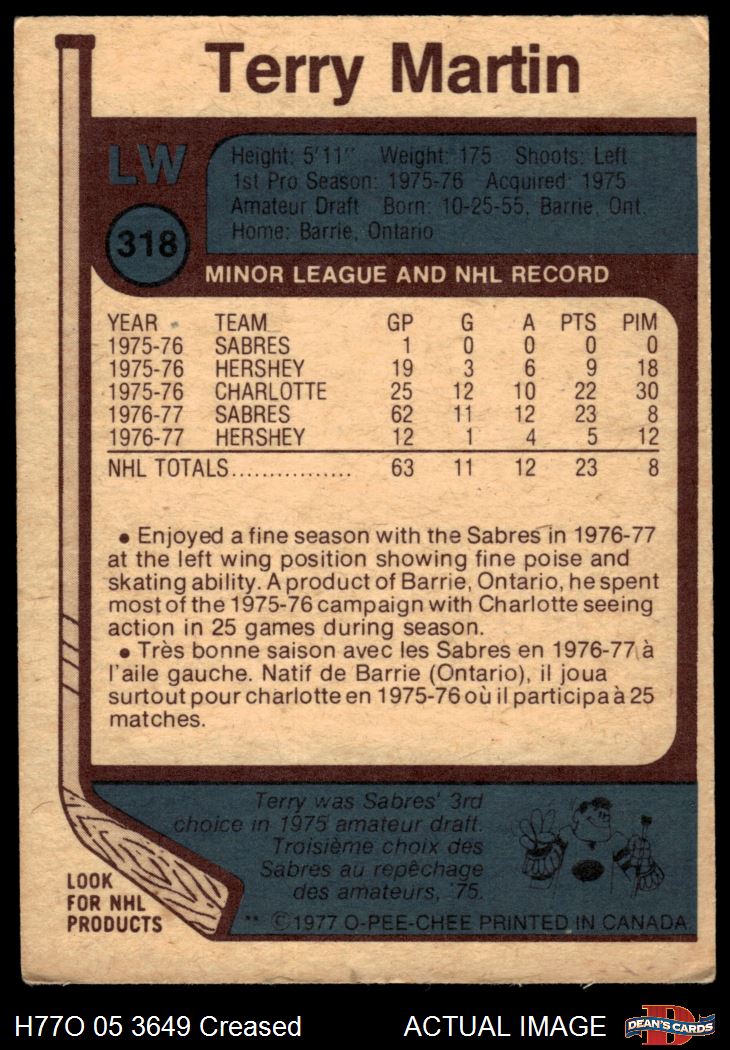 Terry Martin
LW
318
Height: 5'11" Weight: 175 Shoots: Left
1st Pro Season: 1975-76 Acquired: 1975
Amateur Draft Born: 10-25-55, Barrie, Ont.
Home: Barrie, Ontario
MINOR LEAGUE AND NHL RECORD
YEAR TEAM GP G A PTS PIM
1975-76 SABRES 1 0 0 0 0
1975-76 HERSHEY 19 3 6 9 18
1975-76 CHARLOTTE 25 12 10 22 30
1976-77 SABRES 62 11 12 23 8
1976-77 HERSHEY 12 1 4 5 12
NHL TOTALS................ 63 11 12 23 8
• Enjoyed a fine season with the Sabres in 1976-77
at the left wing position showing fine poise and
skating ability. A product of Barrie, Ontario, he spent
most of the 1975-76 campaign with Charlotte seeing
action in 25 games during season.
• Très bonne saison avec les Sabres en 1976-77 à
l'aile gauche. Natif de Barrie (Ontario), il joua
surtout pour charlotte en 1975-76 où il participa à 25
matches.
Terry was Sabres' 3rd
choice in 1975 amateur draft.
Troisième choix des
Sabres au repêchage
des amateurs, '75.
LOOK
FOR NHL
PRODUCTS
** ©1977 O-PEE-CHEE PRINTED IN CANADA
H77O 05 3649 Creased ACTUAL IMAGE
D
DEAN'S CARDS